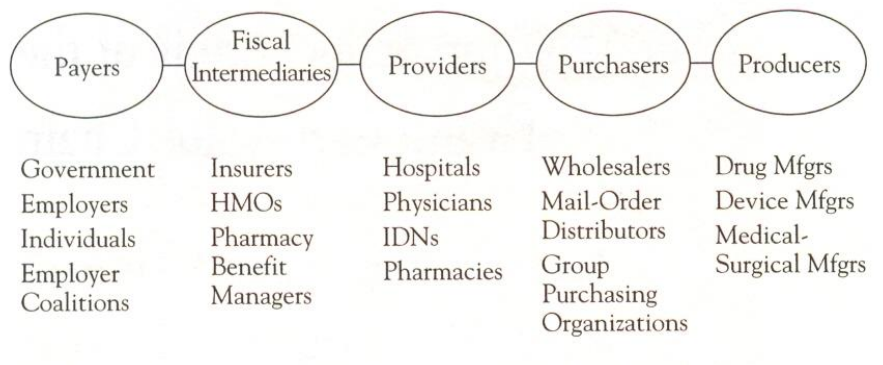 Payers
Fiscal
Intermediaries
Providers
Purchasers
Producers
Government
Employers
Individuals
Employer
Coalitions
Insurers
HMOs
Pharmacy
Benefit
Managers
Hospitals
Physicians
IDNs
Pharmacies
Wholesalers
Mail-Order
Distributors
Group
Purchasing
Organizations
Drug Mfgrs
Device Mfgrs
Medical-
Surgical Mfgrs